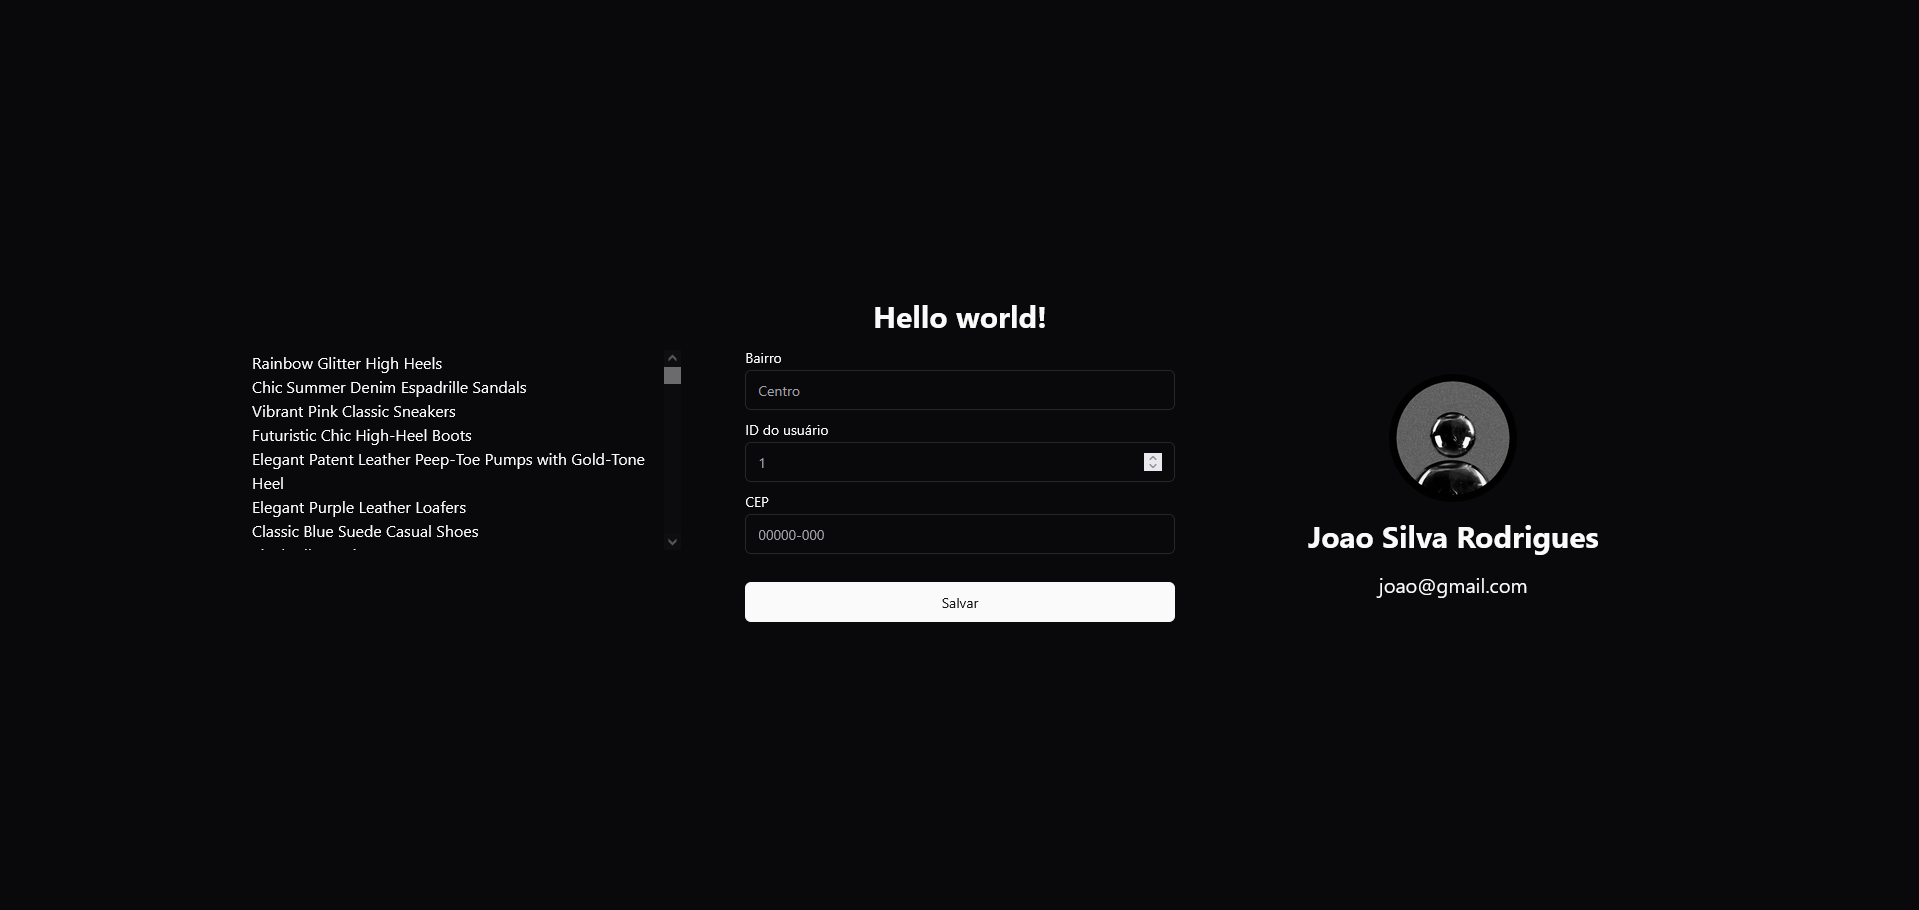 Hello world!
Rainbow Glitter High Heels
Chic Summer Denim Espadrille Sandals
Vibrant Pink Classic Sneakers
Futuristic Chic High-Heel Boots
Elegant Patent Leather Peep-Toe Pumps with Gold-Tone
Heel
Elegant Purple Leather Loafers
Classic Blue Suede Casual Shoes
Bairro
Centro
ID do usuário
1
CEP
00000-000
Salvar
Joao Silva Rodrigues
joao@gmail.com